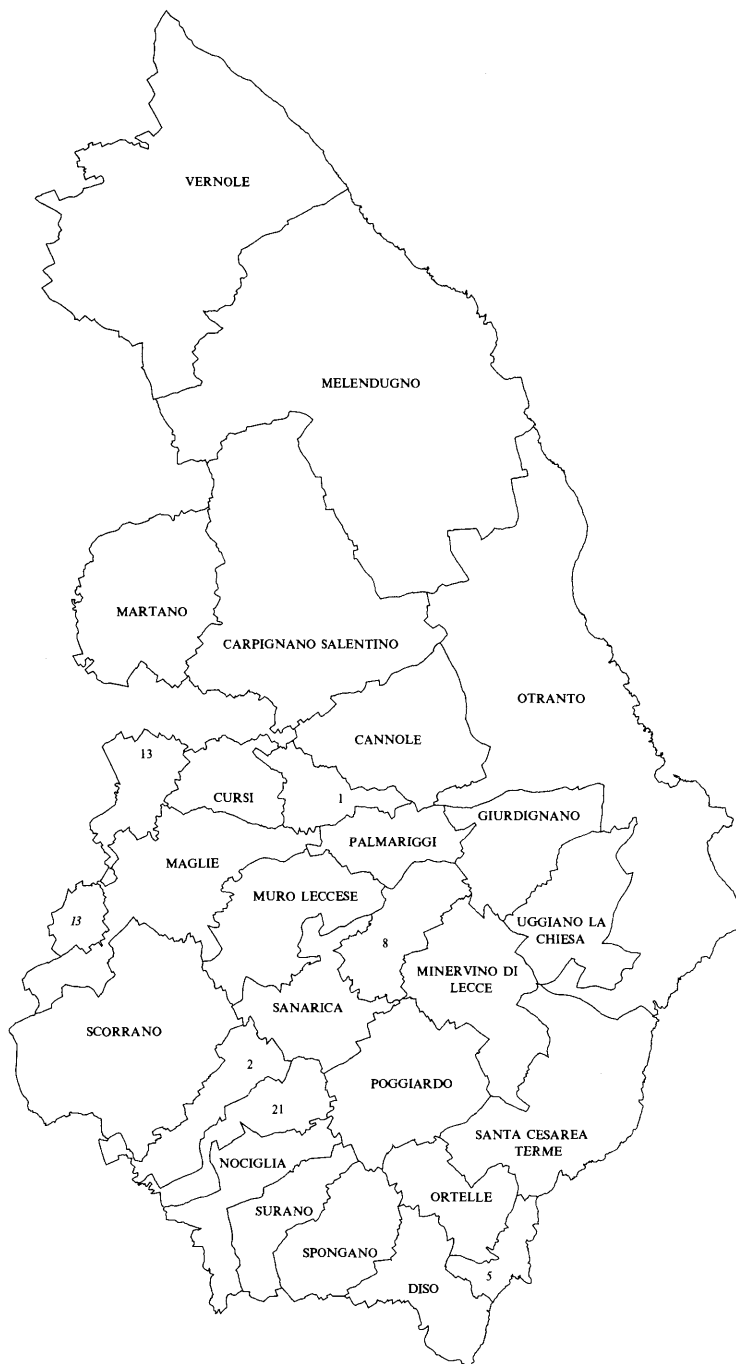 VERNOLE
MELENDUGNO
MARTANO
CARPIGNANO SALENTINO
OTRANTO
CANNOLE
13
CURSI
1
GIURDIGNANO
PALMARIGGI
MAGLIE
MURO LECCESE
13
UGGIANO LA
CHIESA
8
MINERVINO DI
LECCE
SANARICA
SCORRANO
2
POGGIARDO
21
SANTA CESAREA
TERME
NOCIGLIA
ORTELLE
SURANO
SPONGANO
5
DISO